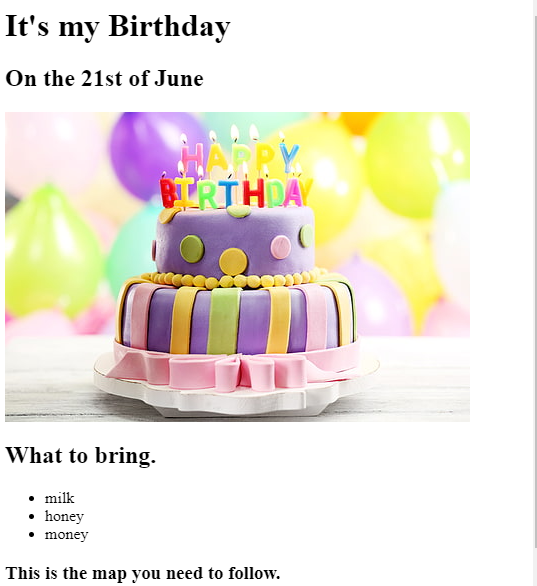 It's my Birthday
On the 21st of June
HAPPY
BIRTHDAY
What to bring.
milk
honey
money
This is the map you need to follow.